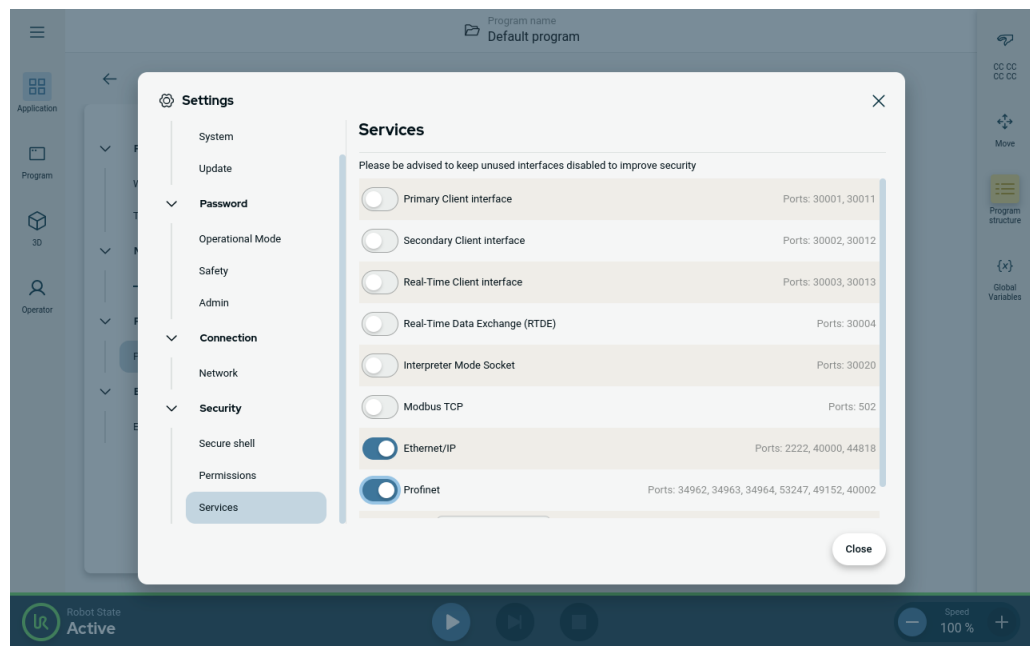 Program name
Default program
Application
Program
3D
Operator
Settings
System
Update
Password
Operational Mode
Safety
Admin
Connection
Network
Security
Secure shell
Permissions
Services
Services
Please be advised to keep unused interfaces disabled to improve security
Primary Client interface Ports: 30001, 30011
Secondary Client interface Ports: 30002, 30012
Real-Time Client interface Ports: 30003, 30013
Real-Time Data Exchange (RTDE) Ports: 30004
Interpreter Mode Socket Ports: 30020
Modbus TCP Ports: 502
Ethernet/IP Ports: 2222, 40000, 44818
Profinet Ports: 34962, 34963, 34964, 53247, 49152, 40002
Close
CC CC
CC CC
Move
Program
structure
{x}
Global
Variables
UR
Robot State
Active
Speed
100 %